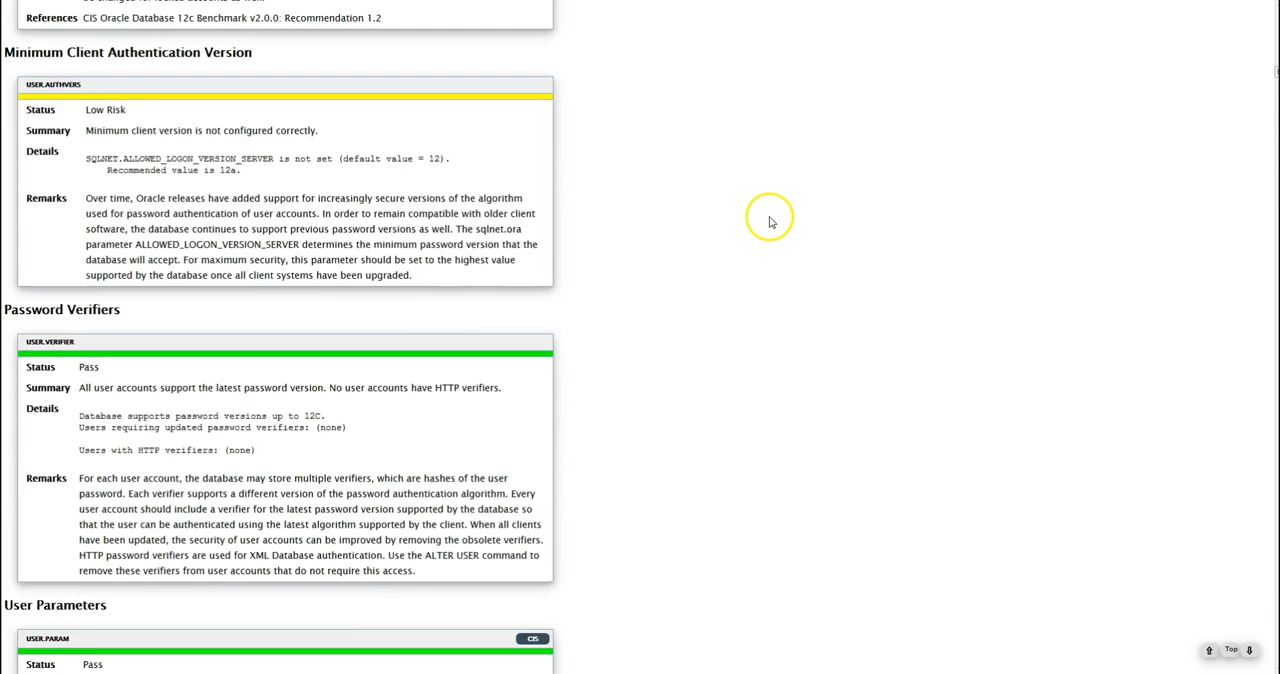 References CIS Oracle Database 12c Benchmark v2.0.0: Recommendation 1.2
Minimum Client Authentication Version
USER.AUTHVERS
Status Low Risk
Summary Minimum client version is not configured correctly.
Details SQLNET.ALLOWED_LOGON_VERSION_SERVER is not set (default value = 12).
Recommended value is 12a.
Remarks Over time, Oracle releases have added support for increasingly secure versions of the algorithm
used for password authentication of user accounts. In order to remain compatible with older client
software, the database continues to support previous password versions as well. The sqlnet.ora
parameter ALLOWED_LOGON_VERSION_SERVER determines the minimum password version that the
database will accept. For maximum security, this parameter should be set to the highest value
supported by the database once all client systems have been upgraded.
Password Verifiers
USER.VERIFIER
Status Pass
Summary All user accounts support the latest password version. No user accounts have HTTP verifiers.
Details Database supports password versions up to 12C.
Users requiring updated password verifiers: (none)
Users with HTTP verifiers: (none)
Remarks For each user account, the database may store multiple verifiers, which are hashes of the user
password. Each verifier supports a different version of the password authentication algorithm. Every
user account should include a verifier for the latest password version supported by the database so
that the user can be authenticated using the latest algorithm supported by the client. When all clients
have been updated, the security of user accounts can be improved by removing the obsolete verifiers.
HTTP password verifiers are used for XML Database authentication. Use the ALTER USER command to
remove these verifiers from user accounts that do not require this access.
User Parameters
USER.PARAM CIS
Status Pass
Top